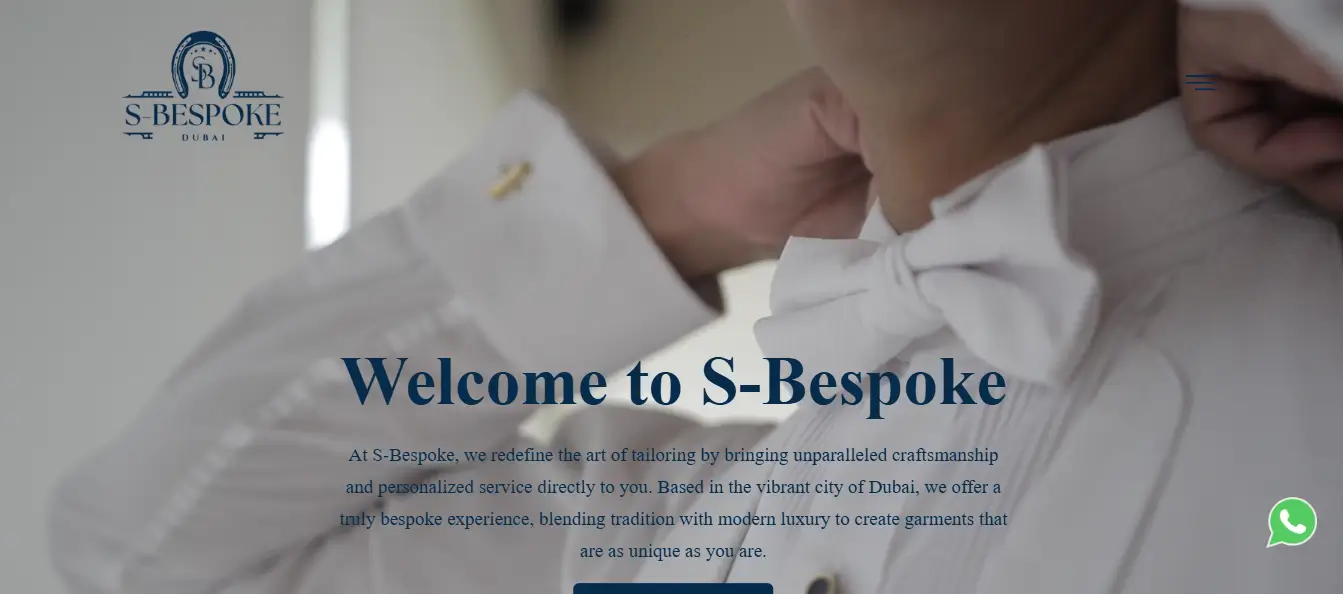 SB
S-BESPOKE
DUBAI
Welcome to S-Bespoke
At S-Bespoke, we redefine the art of tailoring by bringing unparalleled craftsmanship
and personalized service directly to you. Based in the vibrant city of Dubai, we offer a
truly bespoke experience, blending tradition with modern luxury to create garments that
are as unique as you are.